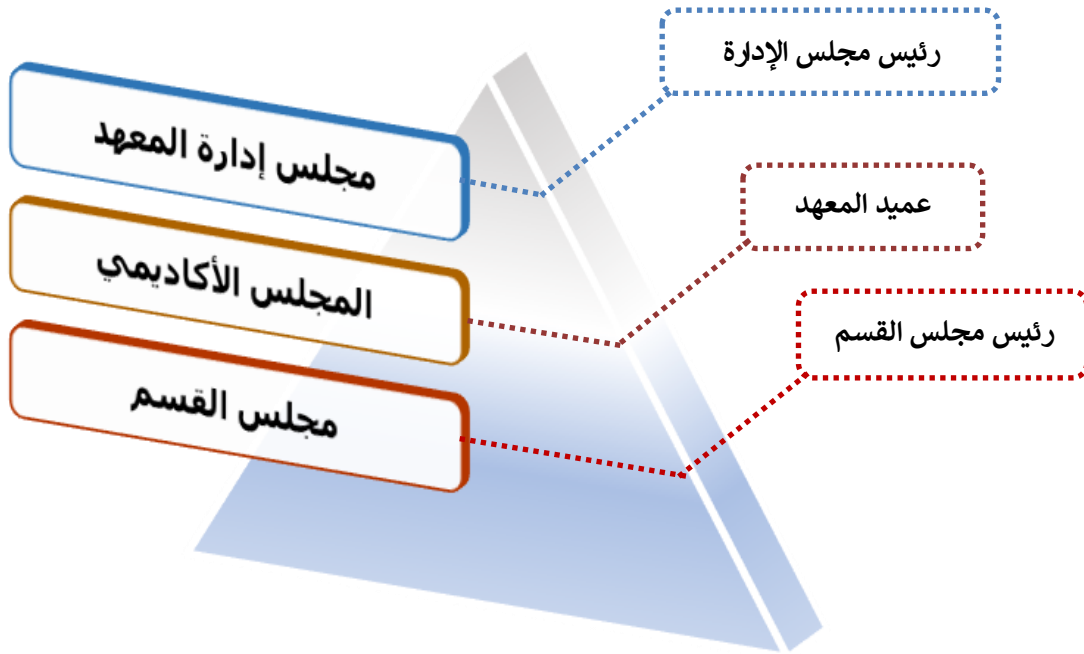 رئيس مجلس الإدارة
مجلس إدارة المعهد
عميد المعهد
المجلس الأكاديمي
رئيس مجلس القسم
مجلس القسم